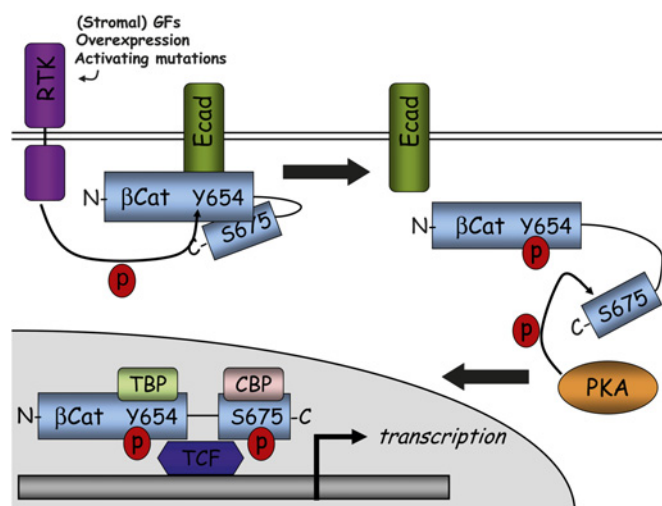 (Stromal) GFs
Overexpression
Activating mutations
RTK
Ecad
N- βCat Y654
C- S675
p
Ecad
N- βCat Y654
p
C- S675
p
PKA
TBP
CBP
N- βCat Y654 S675 -C
p
p
TCF
transcription